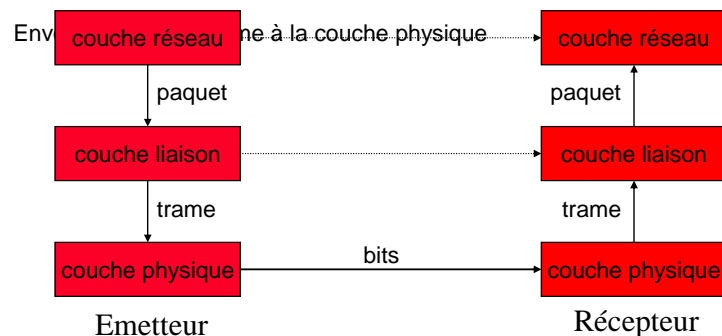 Env me à la couche physique
couche réseau couche réseau
paquet paquet
couche liaison couche liaison
trame trame
bits
couche physique couche physique
Emetteur Récepteur